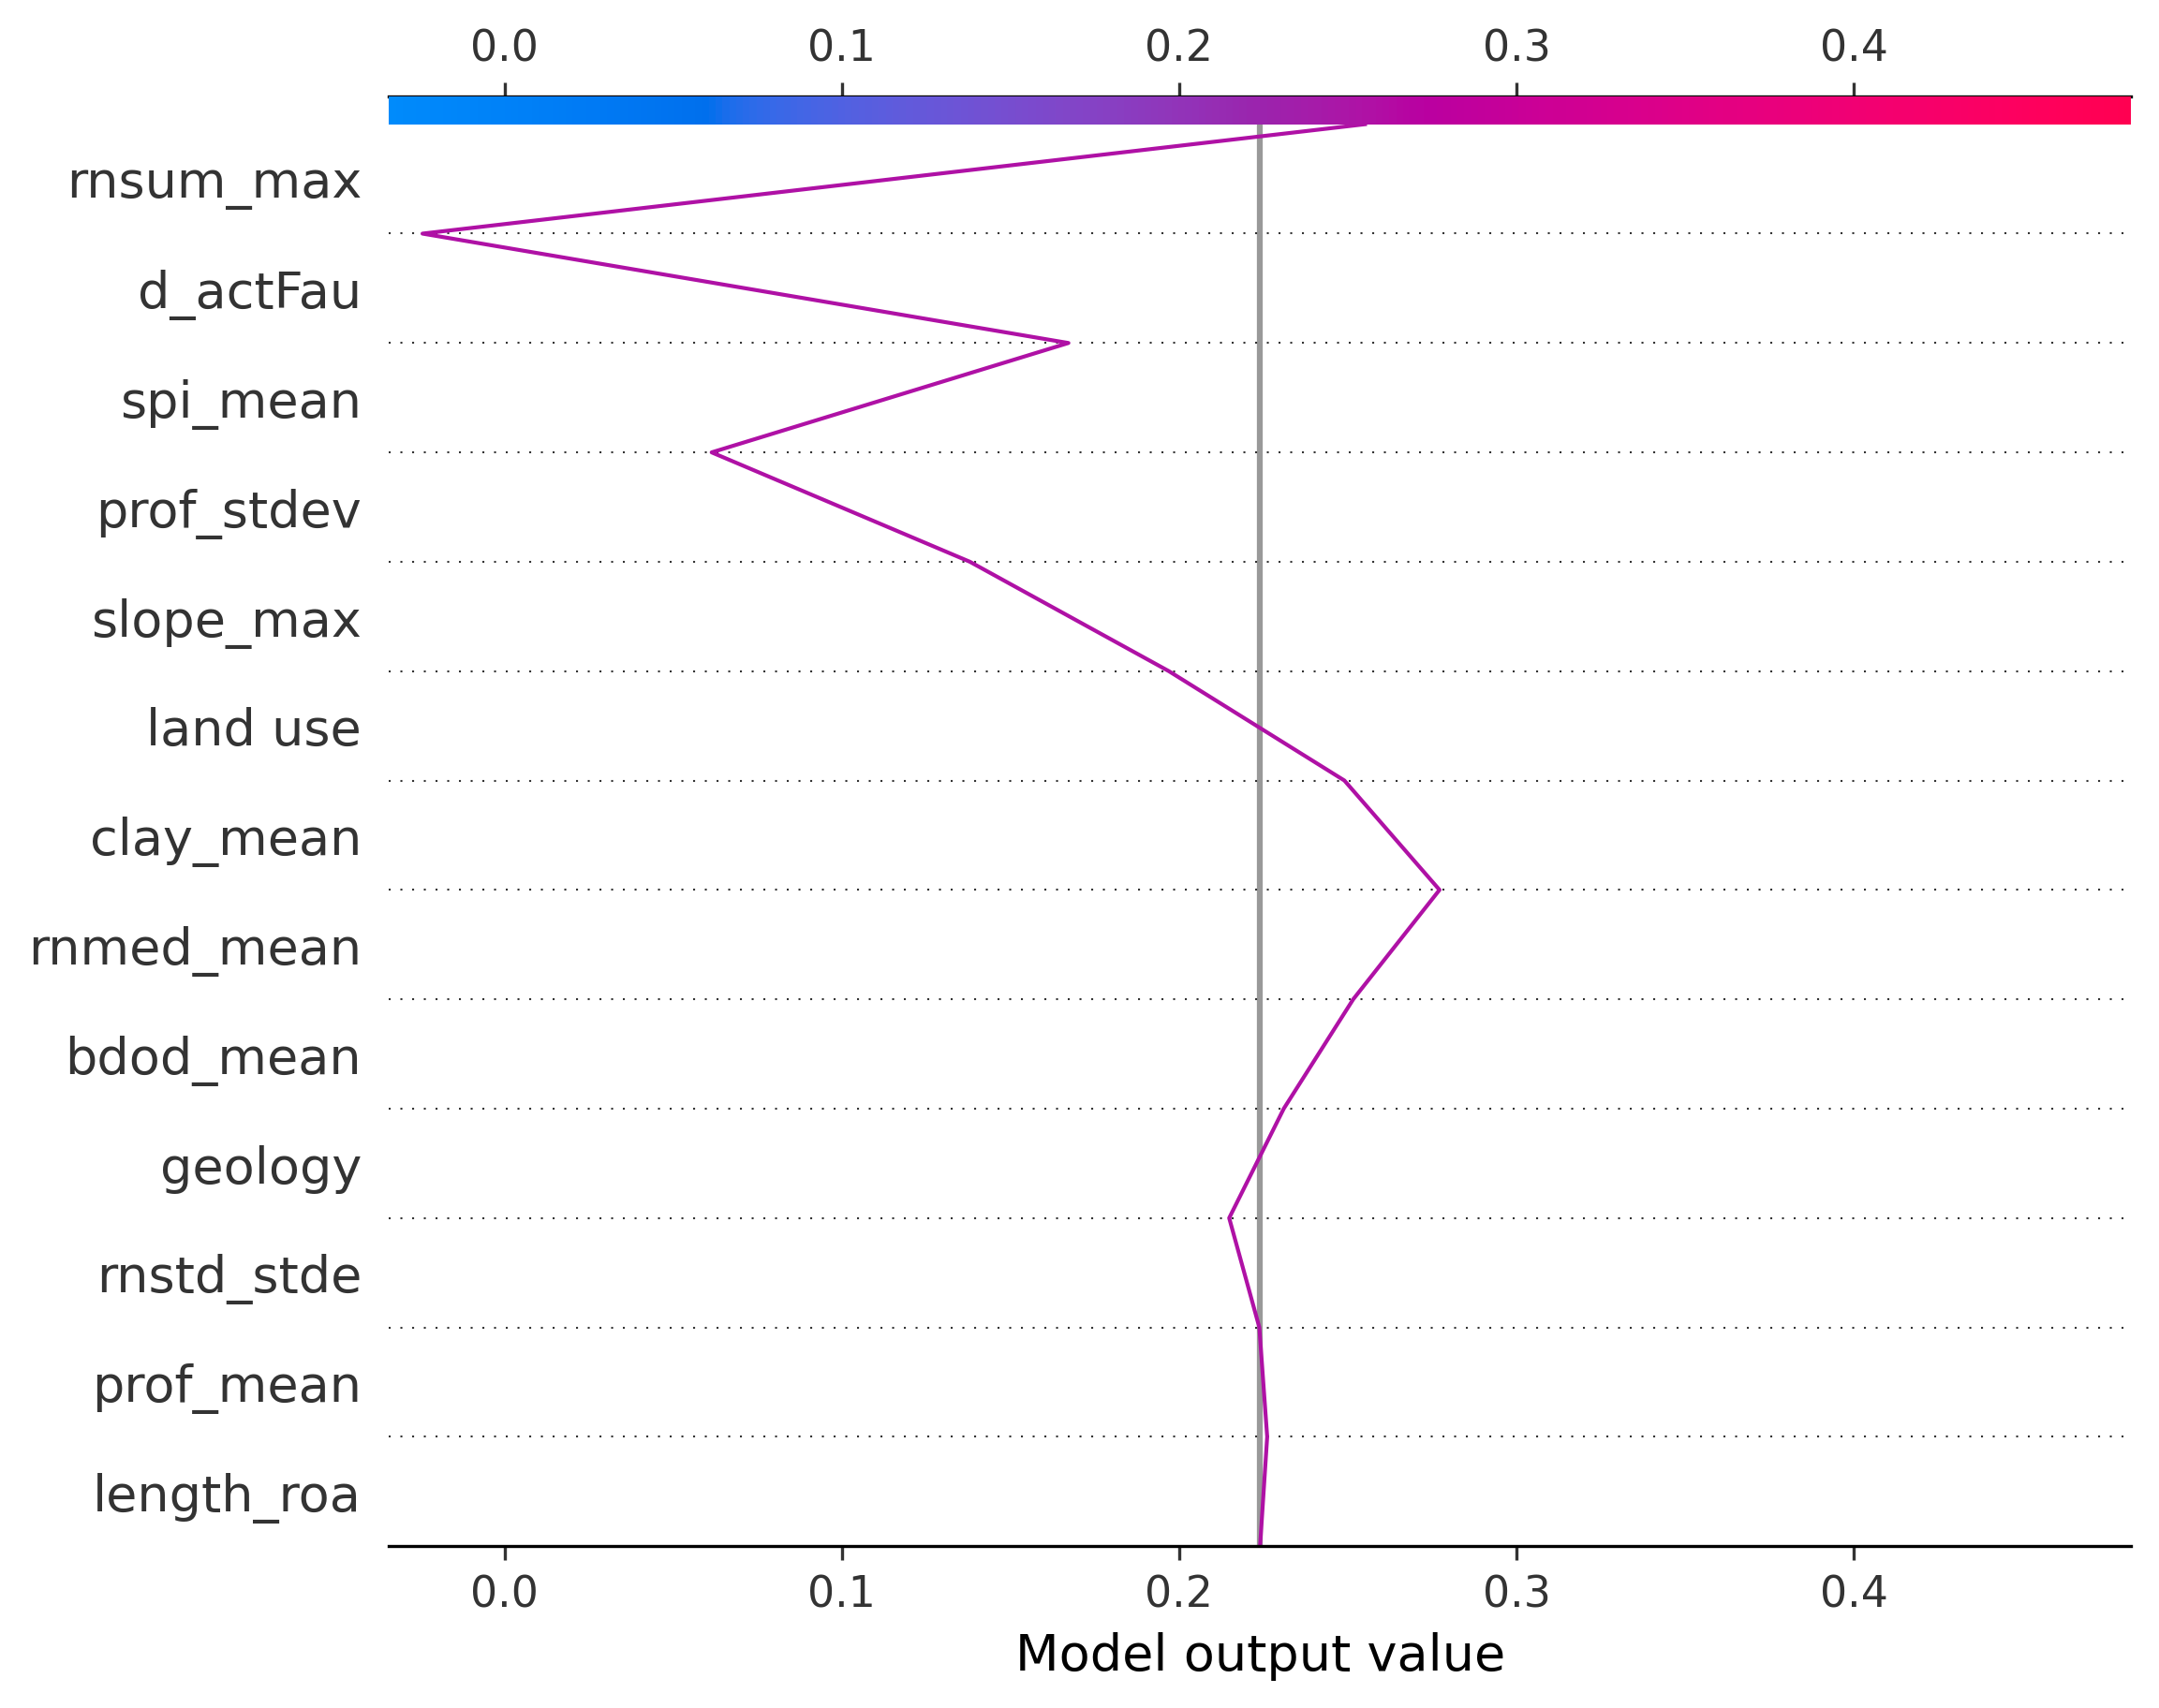 0.0 0.1 0.2 0.3 0.4
rnsum_max
d_actFau
spi_mean
prof_stdev
slope_max
land use
clay_mean
rnmed_mean
bdod_mean
geology
rnstd_stde
prof_mean
length_roa
0.0 0.1 0.2 0.3 0.4
Model output value